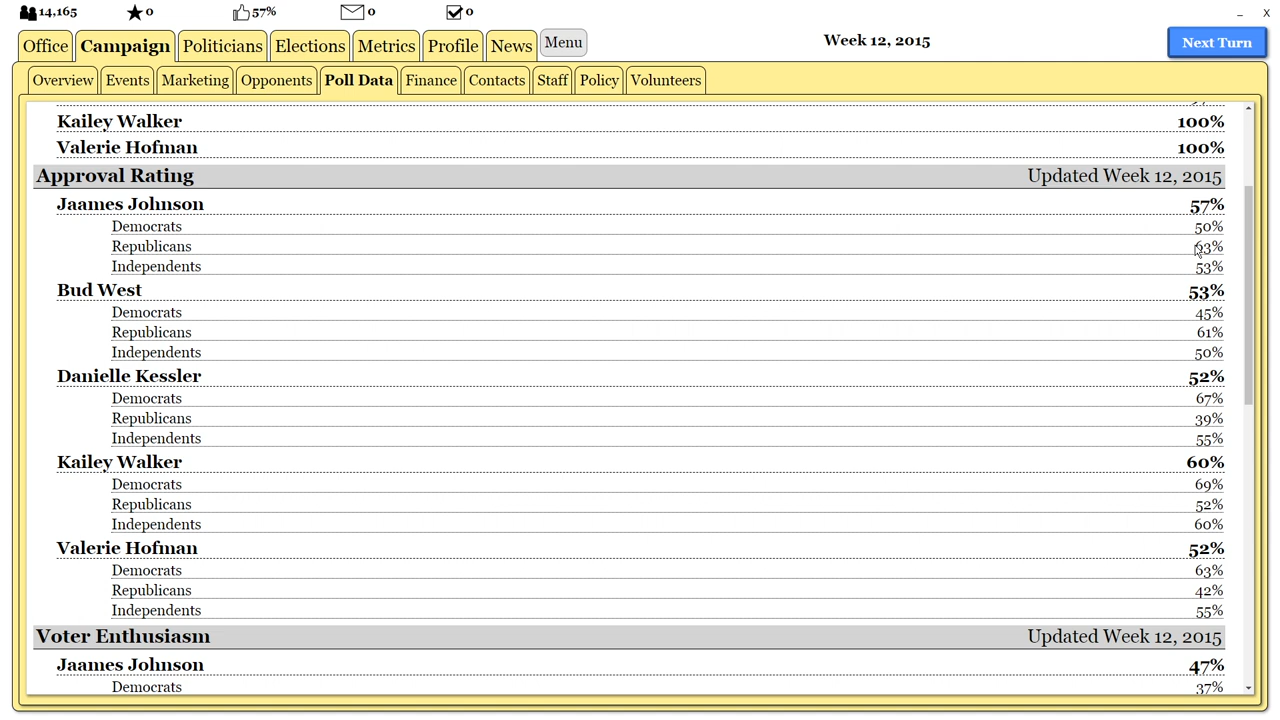 14,165 0 57% 0 0
_ X
Office Campaign Politicians Elections Metrics Profile News Menu Week 12, 2015 Next Turn
Overview Events Marketing Opponents Poll Data Finance Contacts Staff Policy Volunteers
Kailey Walker 100%
Valerie Hofman 100%
Approval Rating Updated Week 12, 2015
Jaames Johnson 57%
Democrats 50%
Republicans 63%
Independents 53%
Bud West 53%
Democrats 45%
Republicans 61%
Independents 50%
Danielle Kessler 52%
Democrats 67%
Republicans 39%
Independents 55%
Kailey Walker 60%
Democrats 69%
Republicans 52%
Independents 60%
Valerie Hofman 52%
Democrats 63%
Republicans 42%
Independents 55%
Voter Enthusiasm Updated Week 12, 2015
Jaames Johnson 47%
Democrats 37%